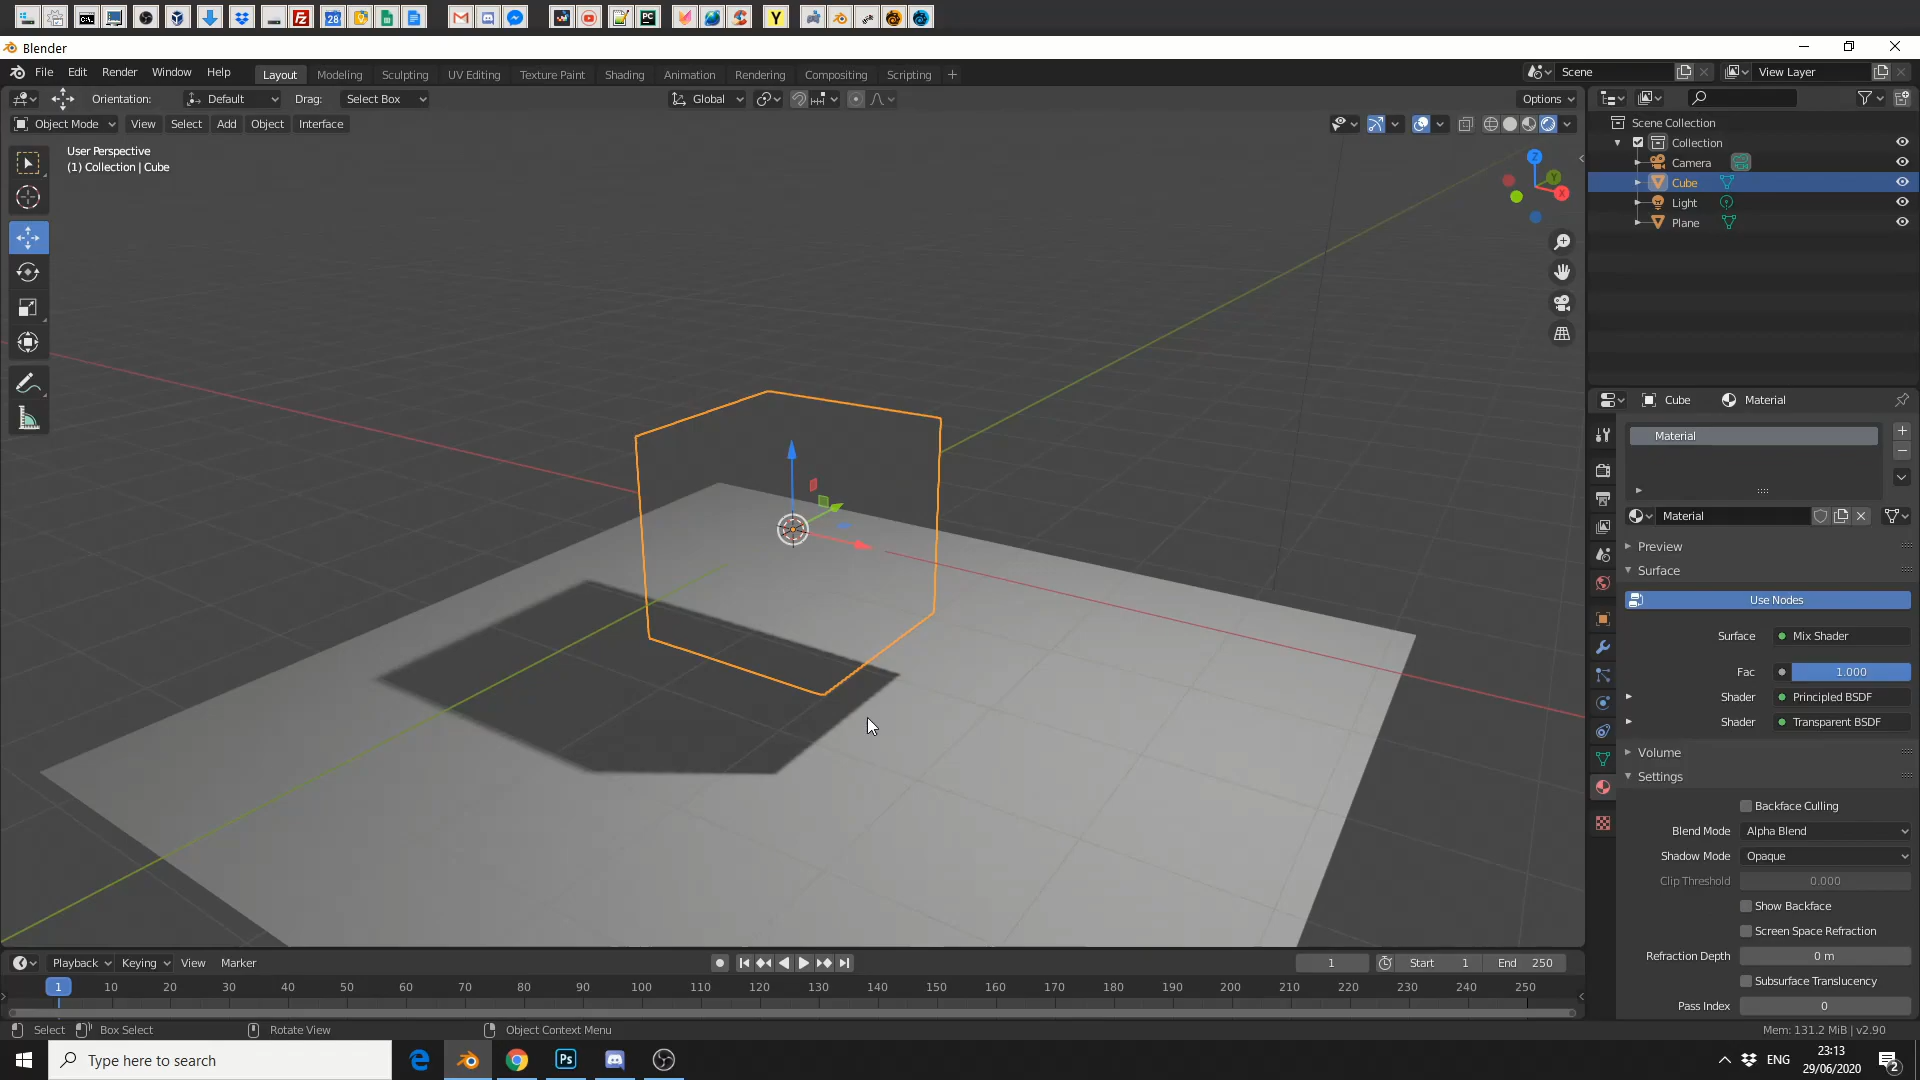 28
Y
Blender
File Edit Render Window Help
Layout Modeling Sculpting UV Editing Texture Paint Shading Animation Rendering Compositing Scripting +
Scene
View Layer
Orientation: Default Drag: Select Box
Global
Options
Object Mode View Select Add Object Interface
User Perspective
(1) Collection | Cube
Z
Y
X
Scene Collection
Collection
Camera
Cube
Light
Plane
Cube Material
Material
Material
Preview
Surface
Use Nodes
Surface Mix Shader
Fac 1.000
Shader Principled BSDF
Shader Transparent BSDF
Volume
Settings
Backface Culling
Blend Mode Alpha Blend
Shadow Mode Opaque
Clip Threshold 0.000
Show Backface
Screen Space Refraction
Refraction Depth 0 m
Subsurface Translucency
Pass Index 0
Playback Keying View Marker
1 Start 1 End 250
1 10 20 30 40 50 60 70 80 90 100 110 120 130 140 150 160 170 180 190 200 210 220 230 240 250
Select Box Select Rotate View Object Context Menu
Mem: 131.2 MiB | v2.90
Type here to search
Ps
ENG
23:13
29/06/2020
2